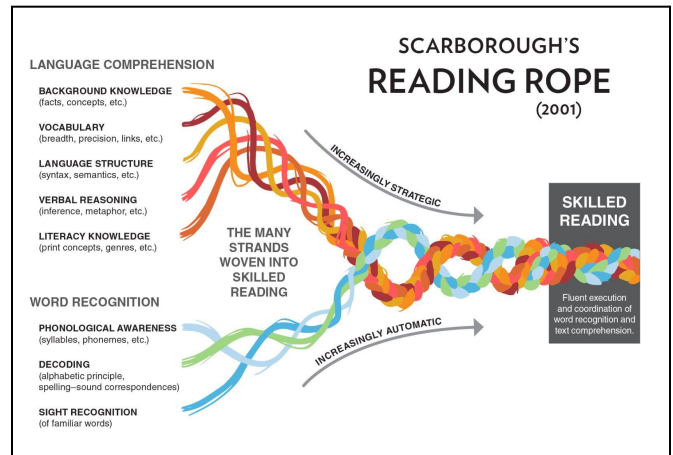 SCARBOROUGH'S
READING ROPE
(2001)
LANGUAGE COMPREHENSION
BACKGROUND KNOWLEDGE
(facts, concepts, etc.)
VOCABULARY
(breadth, precision, links, etc.)
LANGUAGE STRUCTURE
(syntax, semantics, etc.)
VERBAL REASONING
(inference, metaphor, etc.)
LITERACY KNOWLEDGE
(print concepts, genres, etc.)
WORD RECOGNITION
PHONOLOGICAL AWARENESS
(syllables, phonemes, etc.)
DECODING
(alphabetic principle,
spelling–sound correspondences)
SIGHT RECOGNITION
(of familiar words)
THE MANY
STRANDS
WOVEN INTO
SKILLED
READING
INCREASINGLY STRATEGIC
INCREASINGLY AUTOMATIC
SKILLED
READING
Fluent execution
and coordination of
word recognition and
text comprehension.